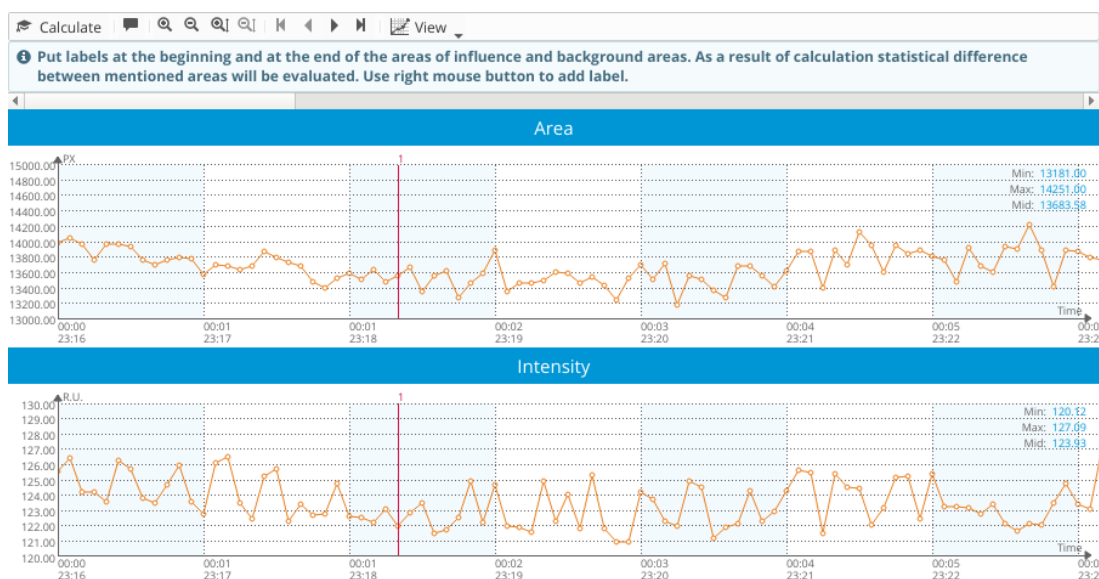 Calculate View
Put labels at the beginning and at the end of the areas of influence and background areas. As a result of calculation statistical difference
between mentioned areas will be evaluated. Use right mouse button to add label.
Area
PX
1
15000.00
14800.00
14600.00
14400.00
14200.00
14000.00
13800.00
13600.00
13400.00
13200.00
13000.00
Min: 13181.00
Max: 14251.00
Mid: 13683.58
Time
00:00 00:01 00:01 00:02 00:03 00:04 00:05 00:0
23:16 23:17 23:18 23:19 23:20 23:21 23:22 23:2
Intensity
R.U.
1
130.00
129.00
128.00
127.00
126.00
125.00
124.00
123.00
122.00
121.00
120.00
Min: 120.12
Max: 127.09
Mid: 123.93
Time
00:00 00:01 00:01 00:02 00:03 00:04 00:05 00:0
23:16 23:17 23:18 23:19 23:20 23:21 23:22 23:2